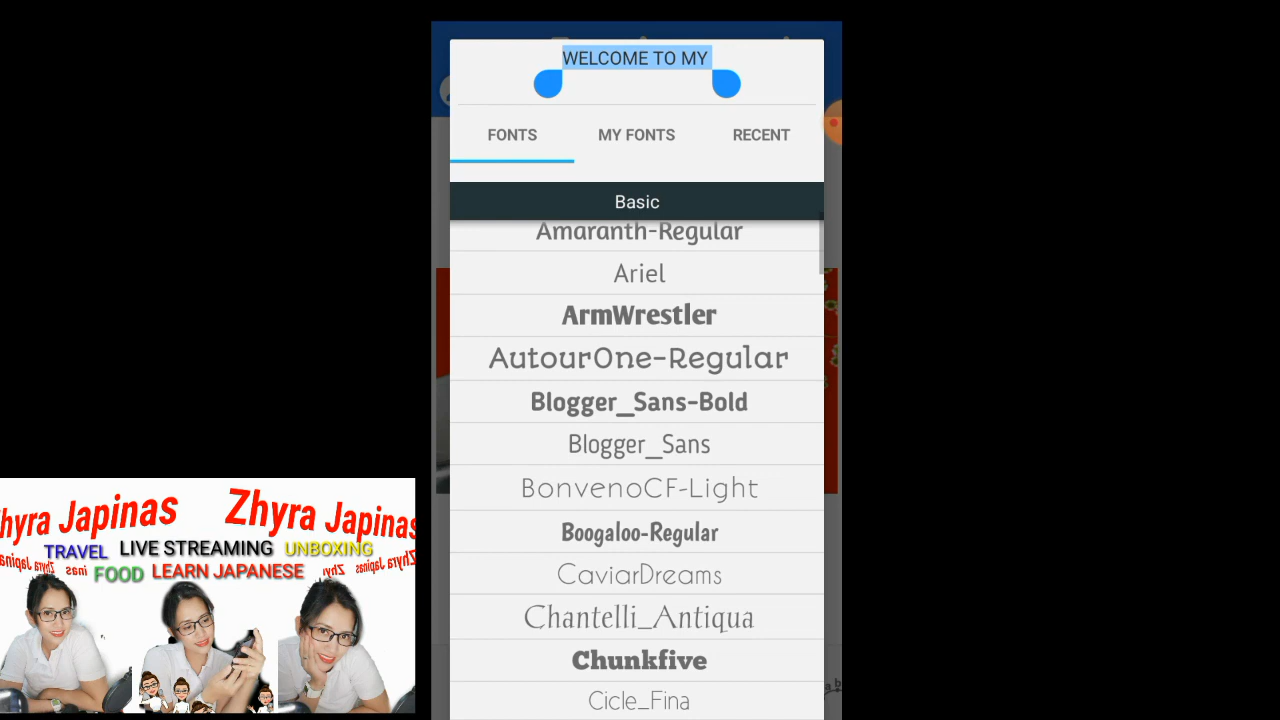 WELCOME TO MY
FONTS MY FONTS RECENT
Basic
Amaranth-Regular
Ariel
ArmWrestler
AutourOne-Regular
Blogger_Sans-Bold
Blogger_Sans
BonvenoCF-Light
Boogaloo-Regular
CaviarDreams
Chantelli_Antiqua
Chunkfive
Cicle_Fina
hyra Japinas Zhyra Japinas
TRAVEL LIVE STREAMING UNBOXING
FOOD LEARN JAPANESE